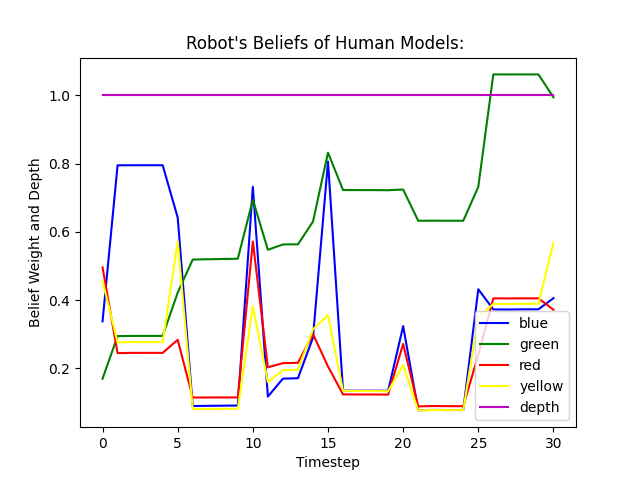 Robot's Beliefs of Human Models:
Belief Weight and Depth
1.0
0.8
0.6
0.4
0.2
0 5 10 15 20 25 30
Timestep
blue
green
red
yellow
depth